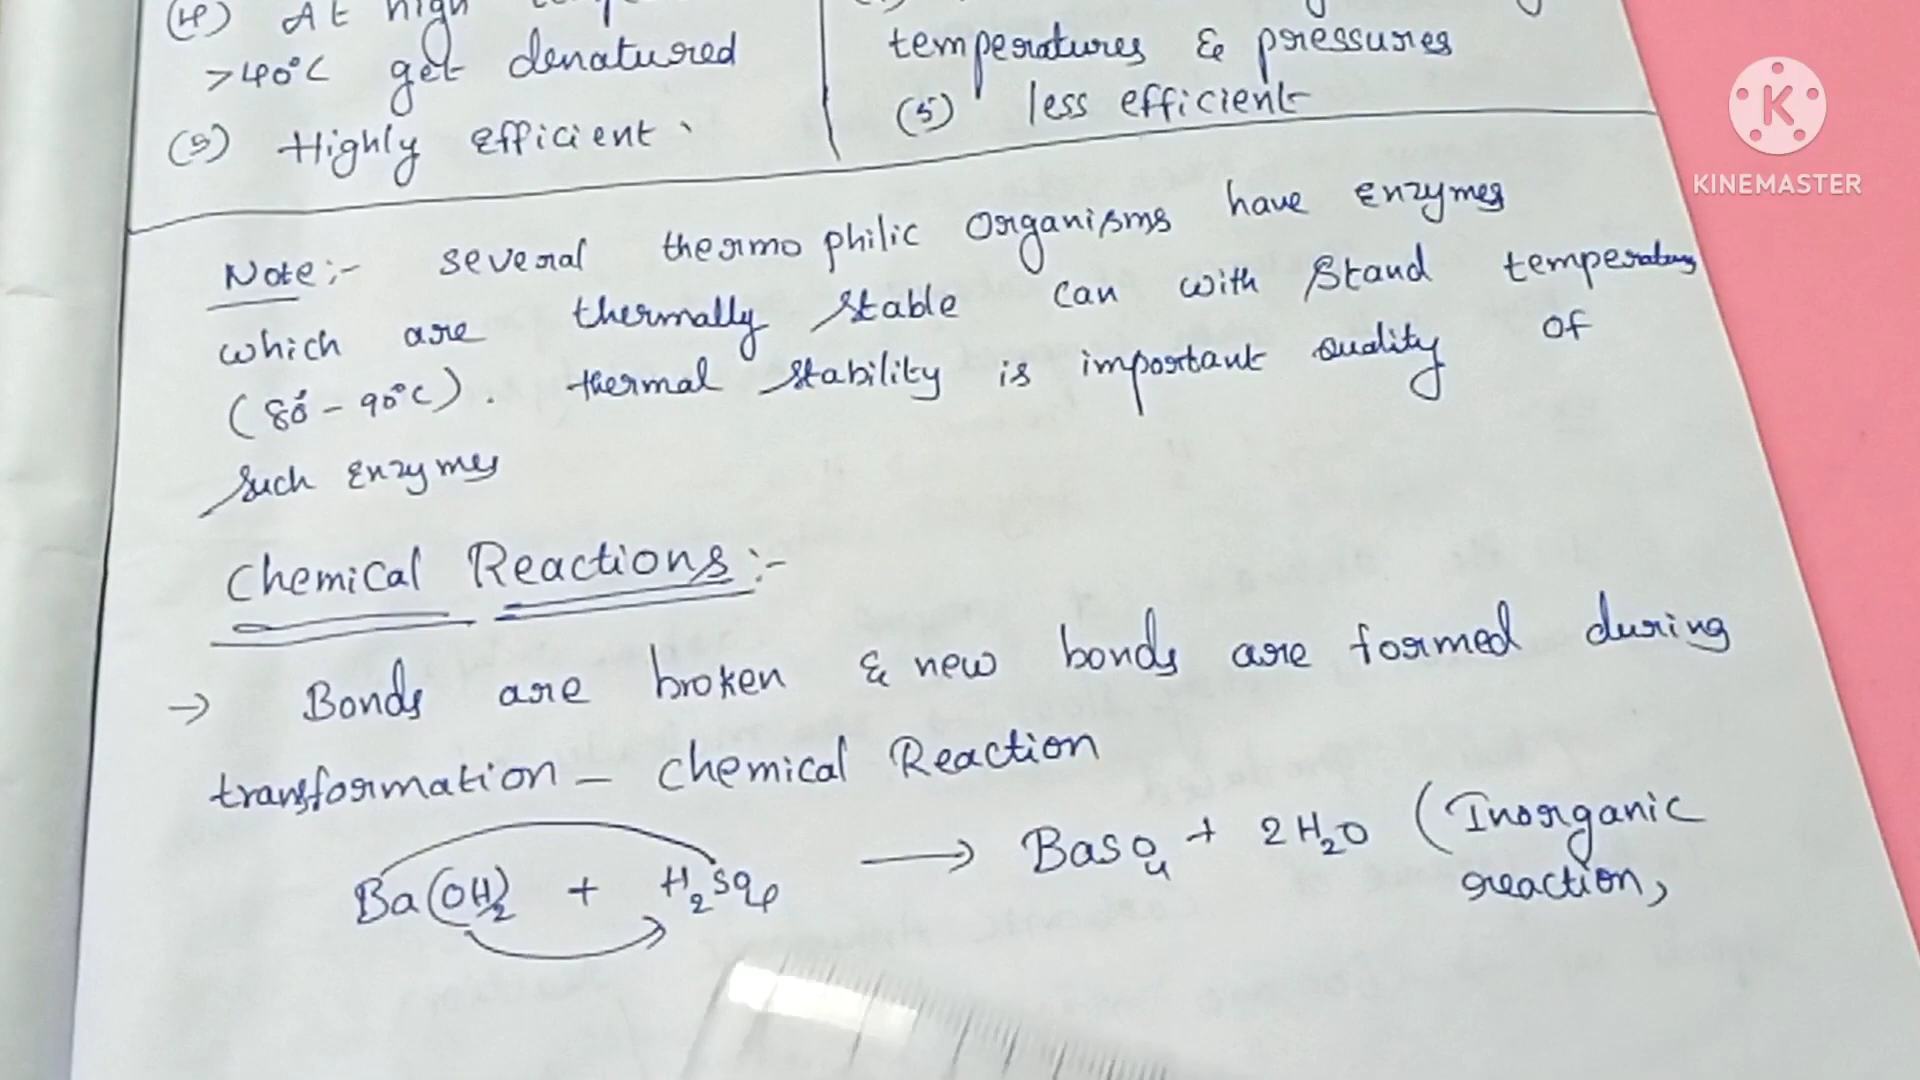 (4) At high
>40°C get denatured
(5) Highly efficient
temperatures & pressures
(5) less efficient
KINEMASTER
Note :- Several thermo philic Organisms have enzymes
which are thermally stable can with stand
(80° - 90°C). thermal stability is important quality of
Such Enzymes
Chemical Reactions :-
→ Bonds are broken & new bonds are formed during
transformation - chemical Reaction
Ba(OH)2 + H2SO4 → BaSO4 + 2H2O (Inorganic
reaction)